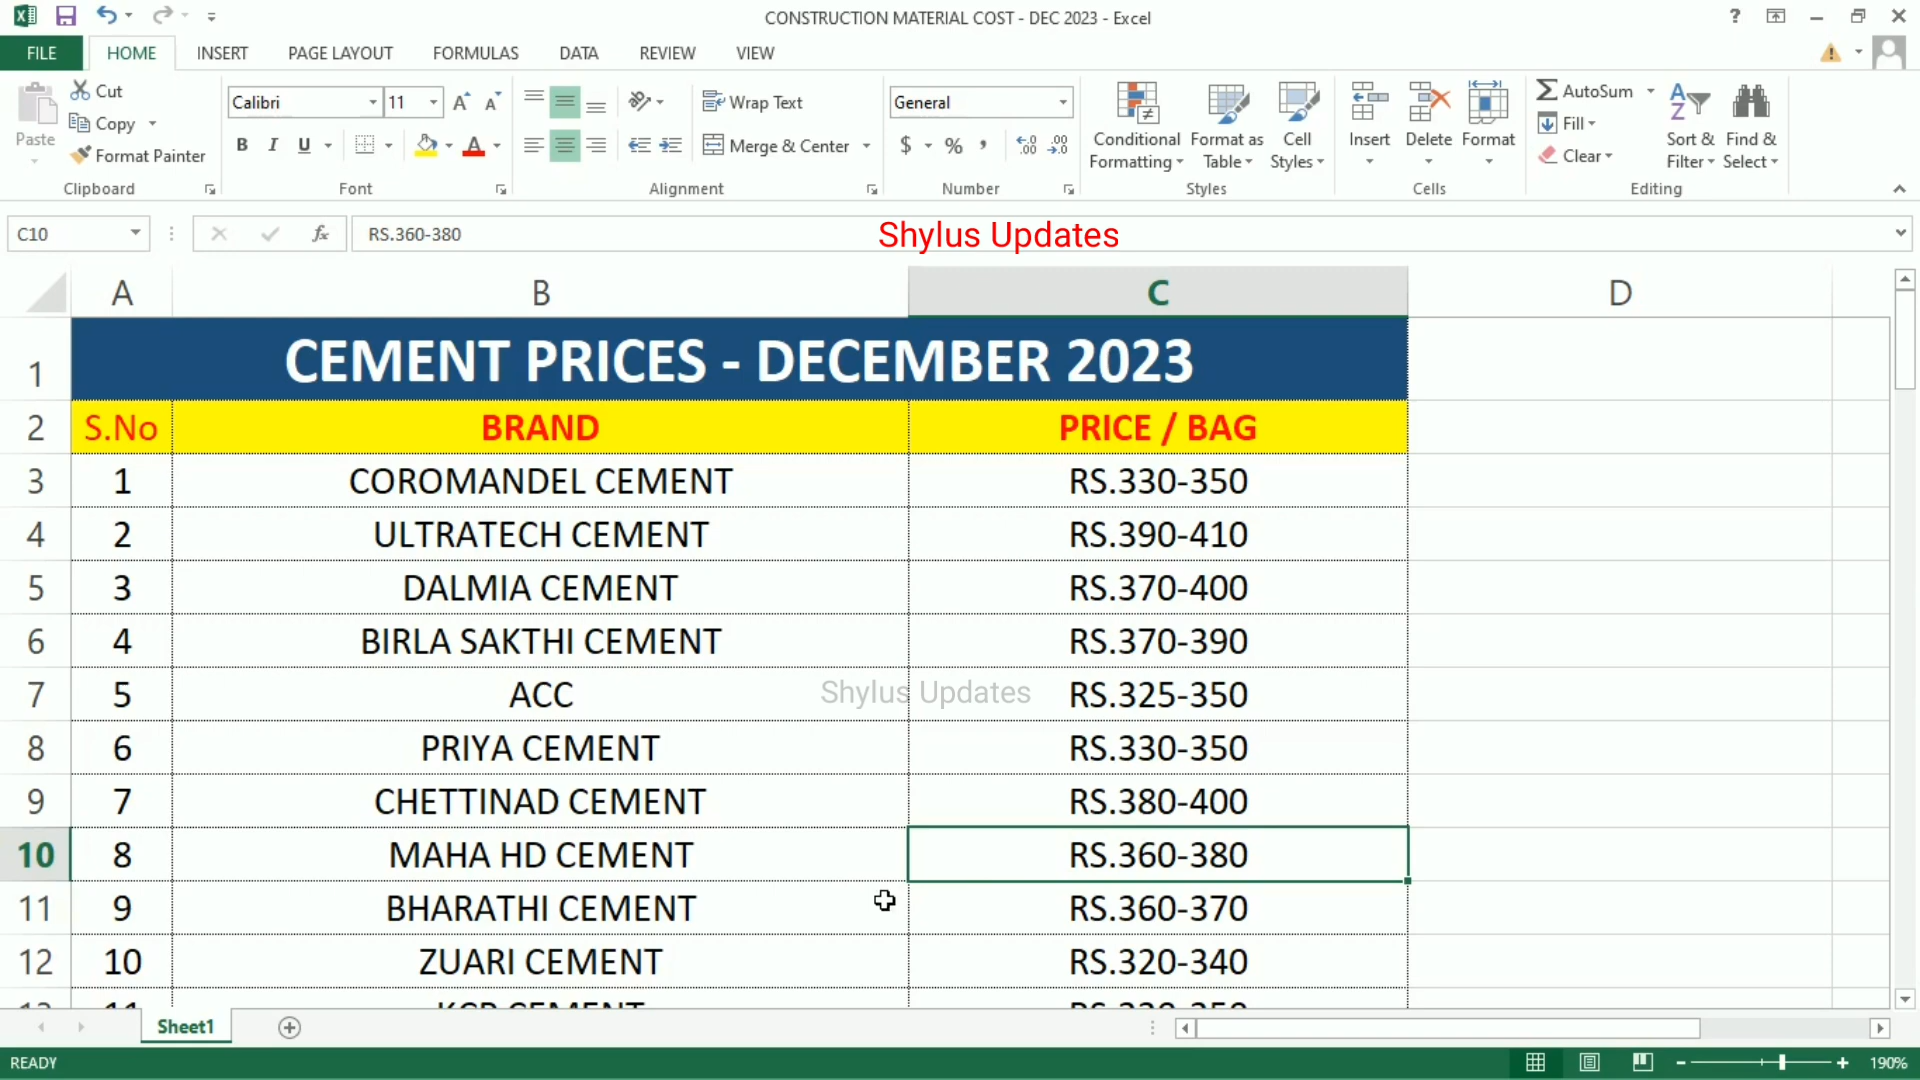 CONSTRUCTION MATERIAL COST - DEC 2023 - Excel
?
FILE HOME INSERT PAGE LAYOUT FORMULAS DATA REVIEW VIEW
Paste
Cut
Copy
Format Painter
Clipboard
Calibri 11
B I U
Font
Wrap Text
Merge & Center
Alignment
General
$ % ,
Number
Conditional Formatting
Format as Table
Cell Styles
Styles
Insert Delete Format
Cells
AutoSum
Fill
Clear
Sort & Filter
Find & Select
Editing
C10 fx RS.360-380
Shylus Updates
A B C D
1 CEMENT PRICES - DECEMBER 2023
2 S.No BRAND PRICE / BAG
3 1 COROMANDEL CEMENT RS.330-350
4 2 ULTRATECH CEMENT RS.390-410
5 3 DALMIA CEMENT RS.370-400
6 4 BIRLA SAKTHI CEMENT RS.370-390
7 5 ACC RS.325-350
Shylus Updates
8 6 PRIYA CEMENT RS.330-350
9 7 CHETTINAD CEMENT RS.380-400
10 8 MAHA HD CEMENT RS.360-380
11 9 BHARATHI CEMENT RS.360-370
12 10 ZUARI CEMENT RS.320-340
Sheet1
READY 190%